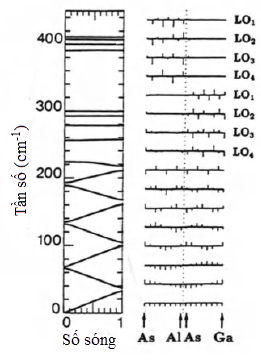 Tần số (cm⁻¹)
400
300
200
100
0
0 1
Số sóng
LO₁
LO₂
LO₃
LO₄
LO₁
LO₂
LO₃
LO₄
As Al As Ga